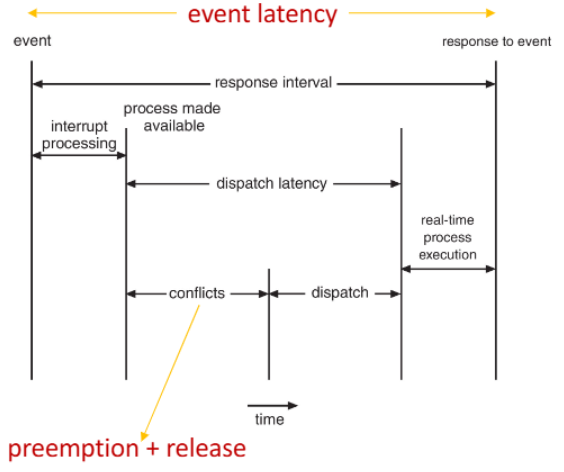 event latency
event
response to event
response interval
process made
available
interrupt
processing
dispatch latency
real-time
process
execution
conflicts
dispatch
time
preemption + release